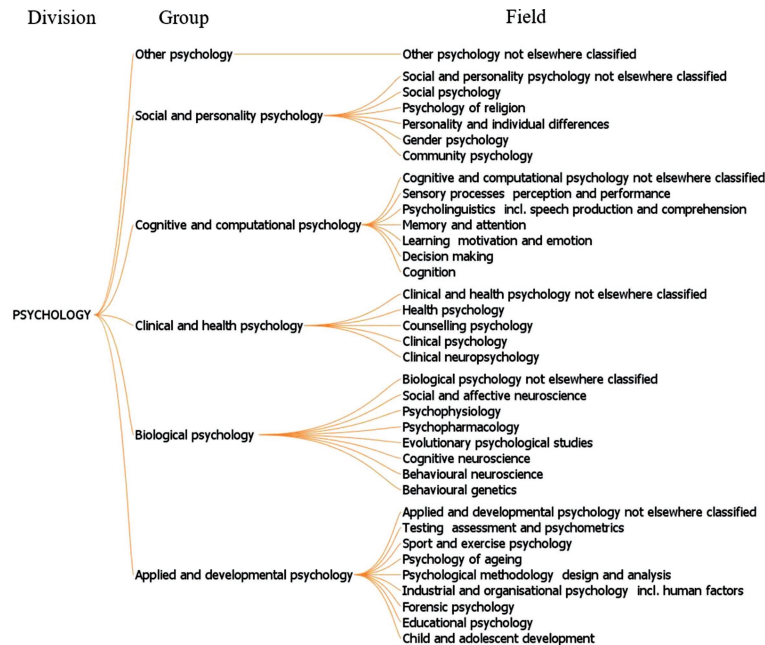 Division Group Field
Other psychology
Other psychology not elsewhere classified
Social and personality psychology
Social and personality psychology not elsewhere classified
Social psychology
Psychology of religion
Personality and individual differences
Gender psychology
Community psychology
Cognitive and computational psychology
Cognitive and computational psychology not elsewhere classified
Sensory processes perception and performance
Psycholinguistics incl. speech production and comprehension
Memory and attention
Learning motivation and emotion
Decision making
Cognition
PSYCHOLOGY
Clinical and health psychology
Clinical and health psychology not elsewhere classified
Health psychology
Counselling psychology
Clinical psychology
Clinical neuropsychology
Biological psychology
Biological psychology not elsewhere classified
Social and affective neuroscience
Psychophysiology
Psychopharmacology
Evolutionary psychological studies
Cognitive neuroscience
Behavioural neuroscience
Behavioural genetics
Applied and developmental psychology
Applied and developmental psychology not elsewhere classified
Testing assessment and psychometrics
Sport and exercise psychology
Psychology of ageing
Psychological methodology design and analysis
Industrial and organisational psychology incl. human factors
Forensic psychology
Educational psychology
Child and adolescent development